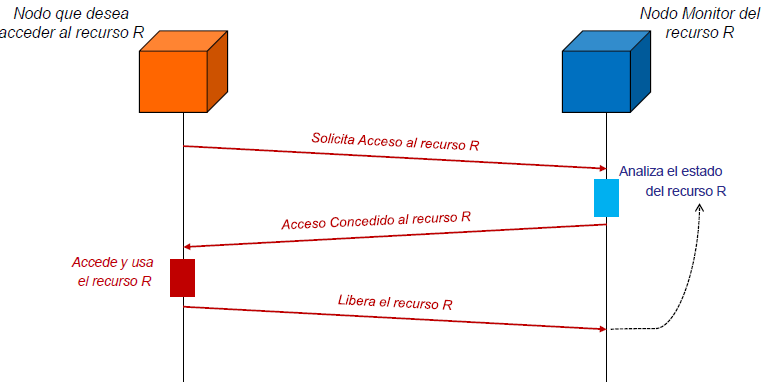 Nodo que desea
acceder al recurso R
Nodo Monitor del
recurso R
Solicita Acceso al recurso R
Analiza el estado
del recurso R
Acceso Concedido al recurso R
Accede y usa
el recurso R
Libera el recurso R